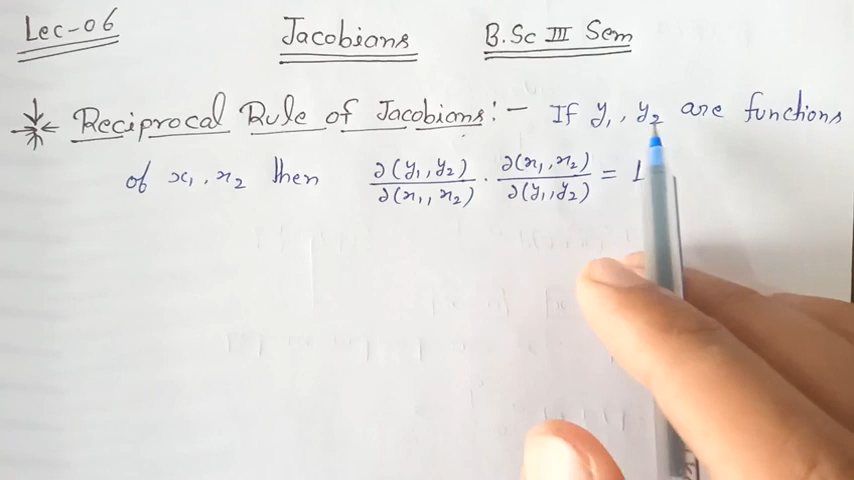 Lec-06 Jacobians B.Sc III Sem
Reciprocal Rule of Jacobians:- If y₁, y₂ are functions
of x₁, x₂ then ∂(y₁, y₂)/∂(x₁, x₂) · ∂(x₁, x₂)/∂(y₁, y₂) = 1